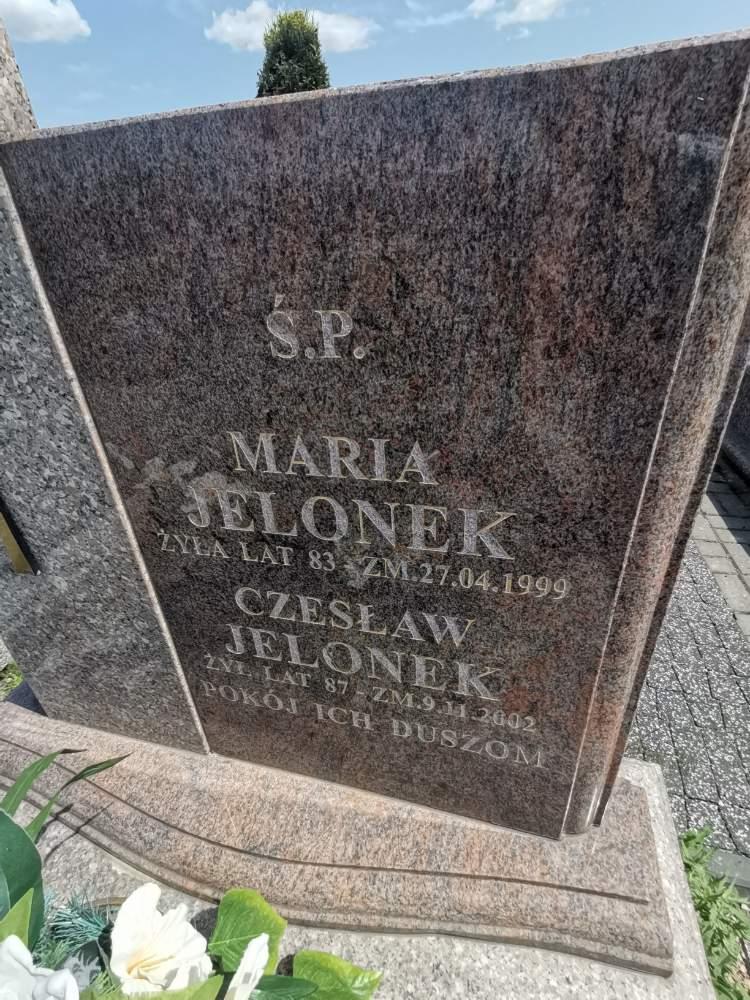 Ś.P.
MARIA
JELONEK
ŻYŁA LAT 83 - ZM.27.04.1999
CZESŁAW
JELONEK
ŻYŁ LAT 87 - ZM.9.11.2002
POKÓJ ICH DUSZOM